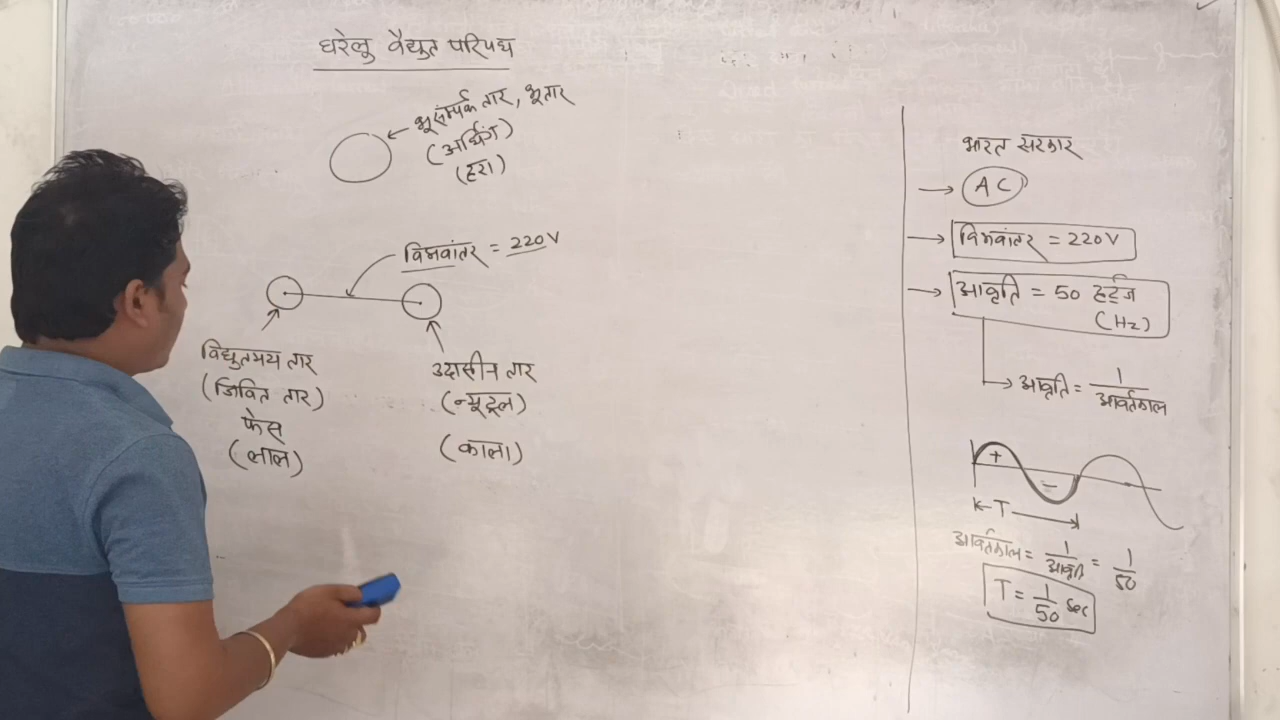 घरेलु वैद्युत परिपथ
भूसंर्म्पक तार, भूतार
(अर्थिंग)
(हरा)
विभवांतर = 220V
विद्युतमय तार
(जिवित तार)
फेस
(लाल)
उदासीन तार
(न्यूट्रल)
(काला)
भारत सरकार
→ AC
→ विभवांतर = 220V
→ आवृति = 50 हर्ट्ज
(Hz)
→ आवृति = 1/आवर्तकाल
+
-
T
आवर्तकाल = 1/आवृति = 1/50
T = 1/50 sec